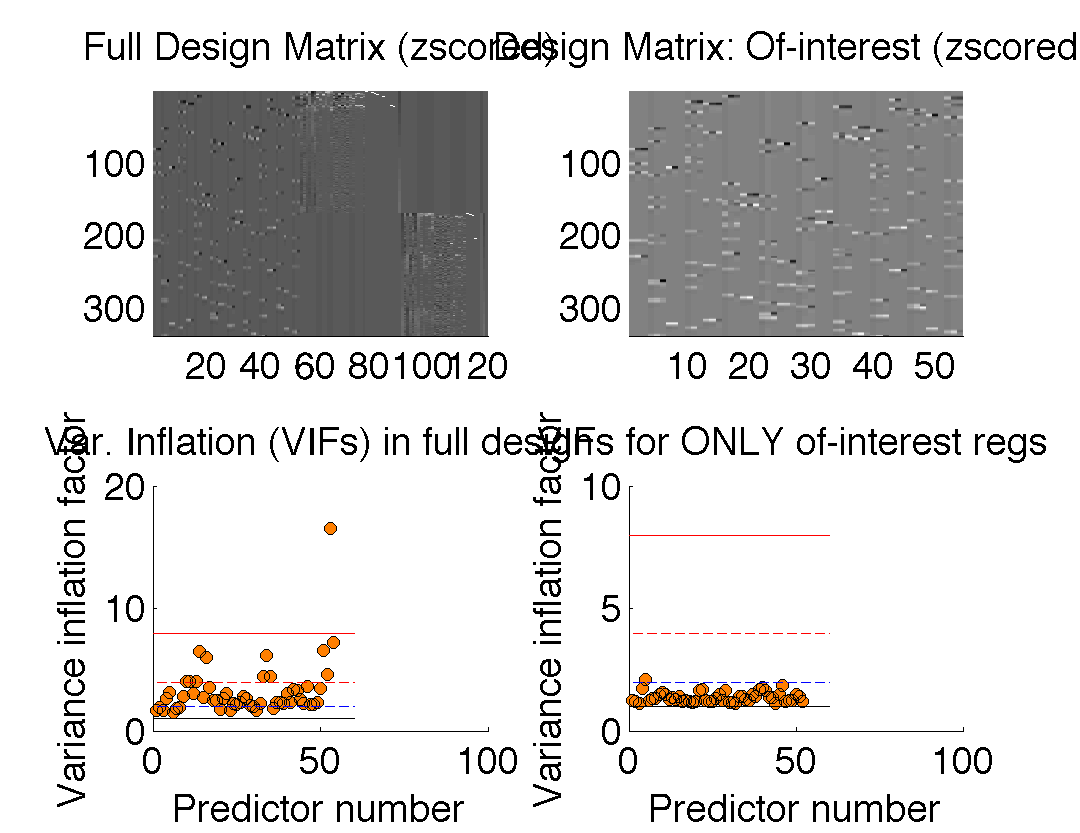 Full Design Matrix (zscored)
Design Matrix: Of-interest (zscored
100
200
300
20 40 60 80 100 120
100
200
300
10 20 30 40 50
Var. Inflation (VIFs) in full design
VIFs for ONLY of-interest regs
Variance inflation factor
20
10
0
0 50 100
Predictor number
Variance inflation factor
10
5
0
0 50 100
Predictor number